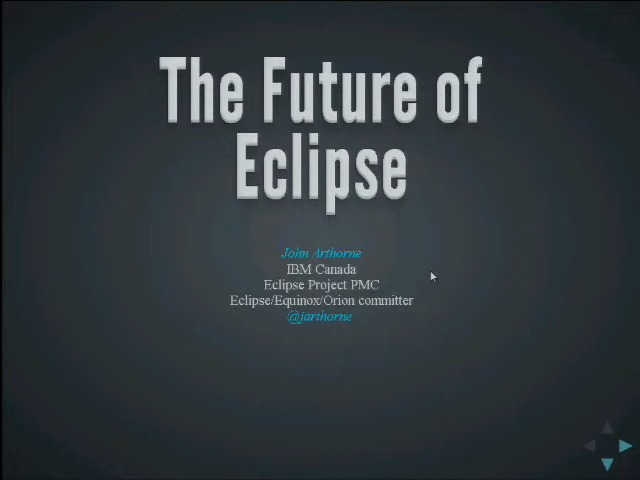 The Future of
Eclipse
John Arthorne
IBM Canada
Eclipse Project PMC
Eclipse/Equinox/Orion committer
@jarthorne